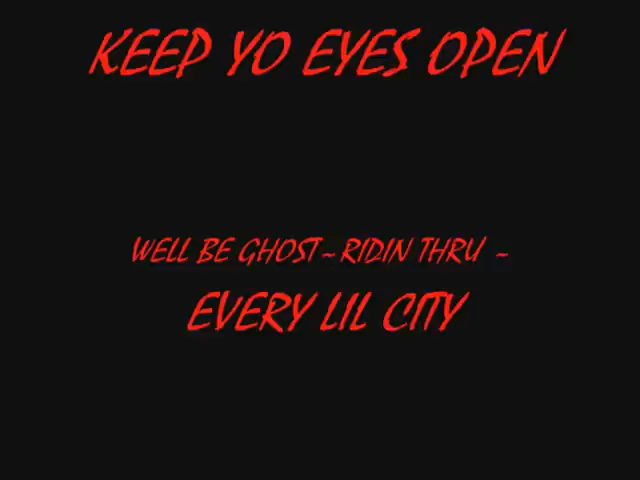 KEEP YO EYES OPEN
WELL BE GHOST~RIDIN THRU ~
EVERY LIL CITY